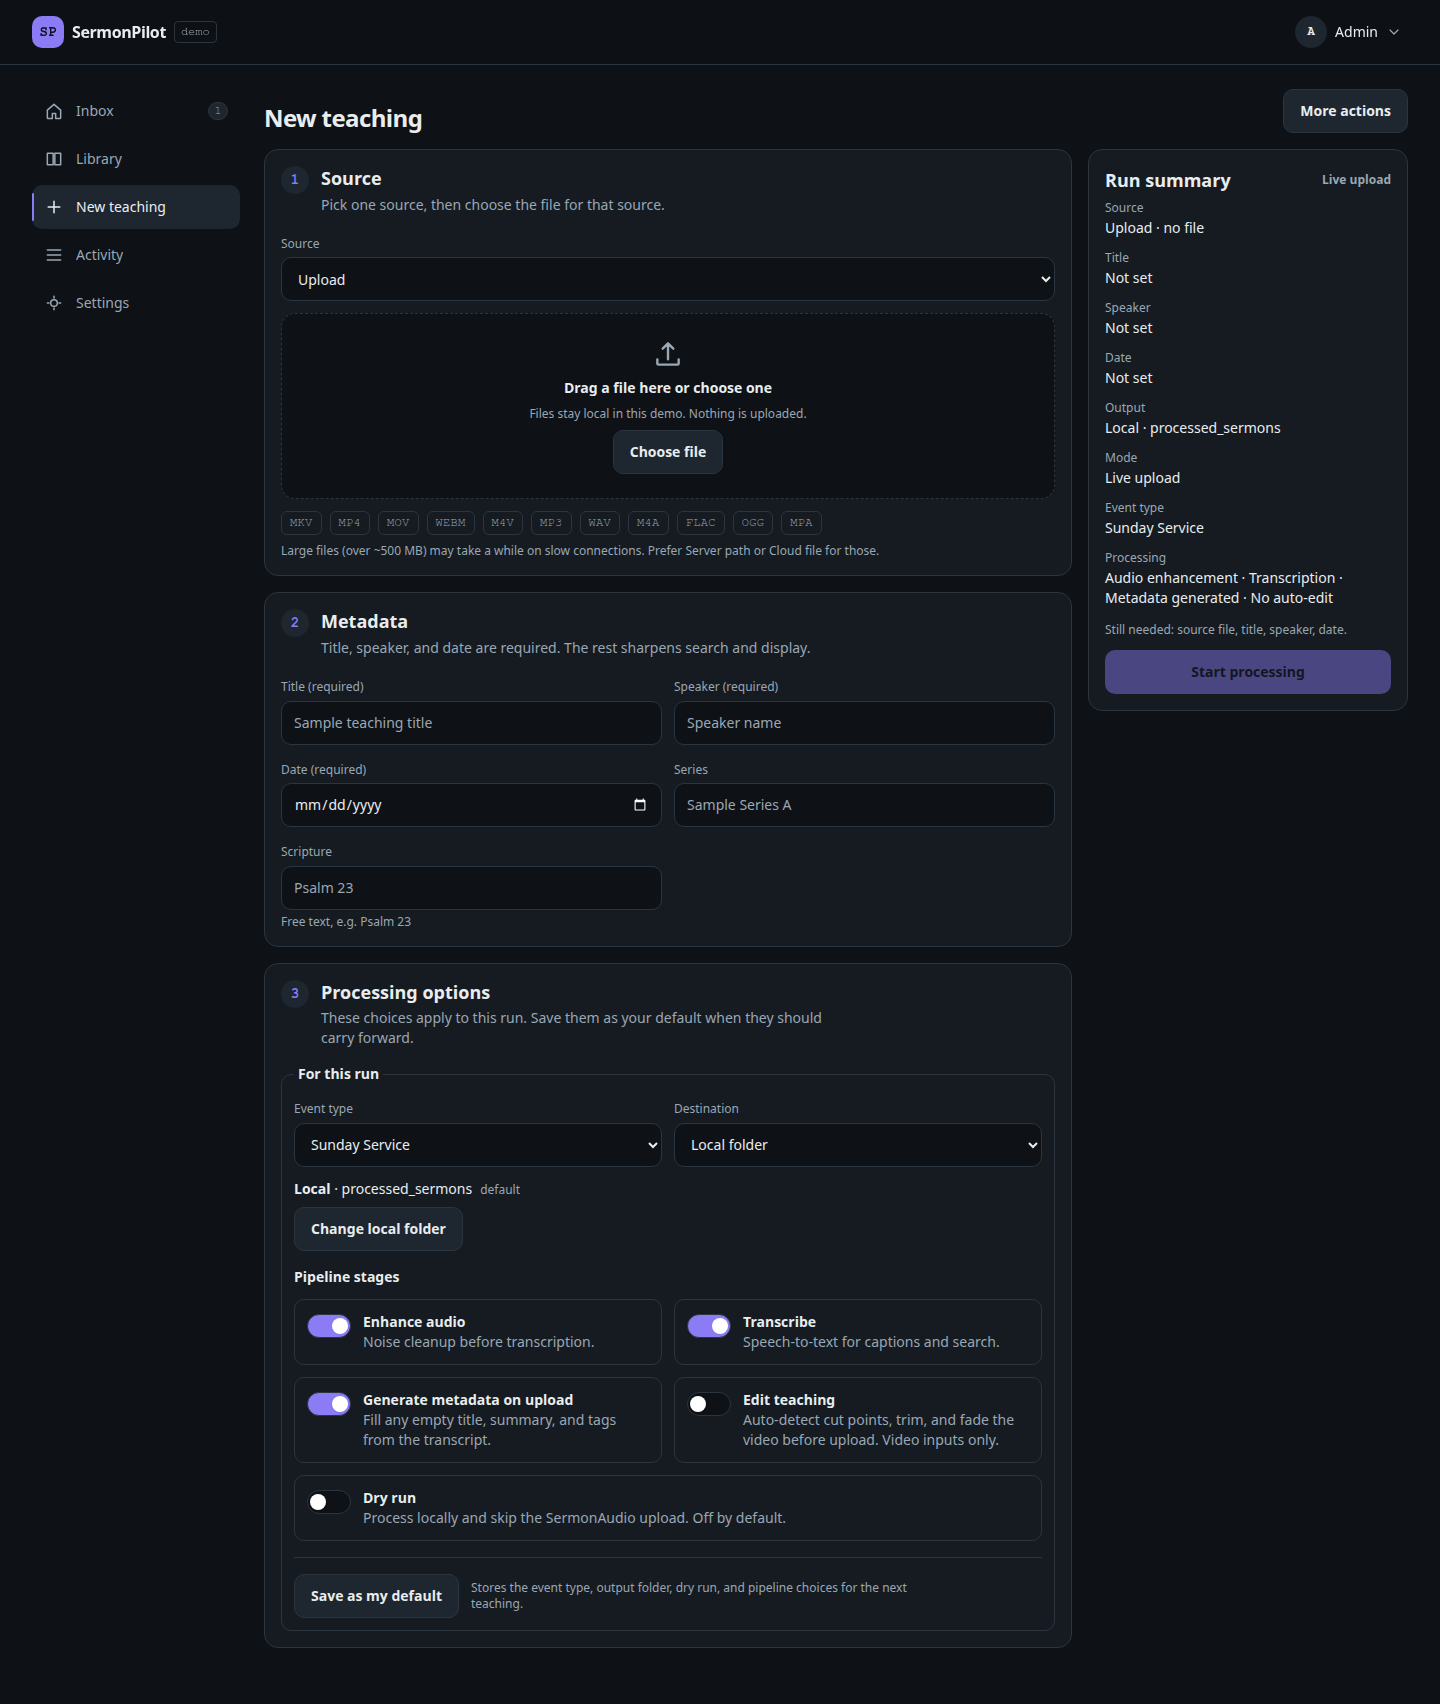 SP SermonPilot demo
A Admin
Inbox 1
Library
New teaching
Activity
Settings
New teaching
More actions
1 Source
Pick one source, then choose the file for that source.
Source
Upload
Drag a file here or choose one
Files stay local in this demo. Nothing is uploaded.
Choose file
MKV MP4 MOV WEBM M4V MP3 WAV M4A FLAC OGG MPA
Large files (over ~500 MB) may take a while on slow connections. Prefer Server path or Cloud file for those.
2 Metadata
Title, speaker, and date are required. The rest sharpens search and display.
Title (required) Speaker (required)
Sample teaching title Speaker name
Date (required) Series
mm/dd/yyyy Sample Series A
Scripture
Psalm 23
Free text, e.g. Psalm 23
3 Processing options
These choices apply to this run. Save them as your default when they should
carry forward.
For this run
Event type Destination
Sunday Service Local folder
Local · processed_sermons default
Change local folder
Pipeline stages
Enhance audio
Noise cleanup before transcription.
Transcribe
Speech-to-text for captions and search.
Generate metadata on upload
Fill any empty title, summary, and tags
from the transcript.
Edit teaching
Auto-detect cut points, trim, and fade the
video before upload. Video inputs only.
Dry run
Process locally and skip the SermonAudio upload. Off by default.
Save as my default
Stores the event type, output folder, dry run, and pipeline choices for the next
teaching.
Run summary Live upload
Source
Upload · no file
Title
Not set
Speaker
Not set
Date
Not set
Output
Local · processed_sermons
Mode
Live upload
Event type
Sunday Service
Processing
Audio enhancement · Transcription ·
Metadata generated · No auto-edit
Still needed: source file, title, speaker, date.
Start processing